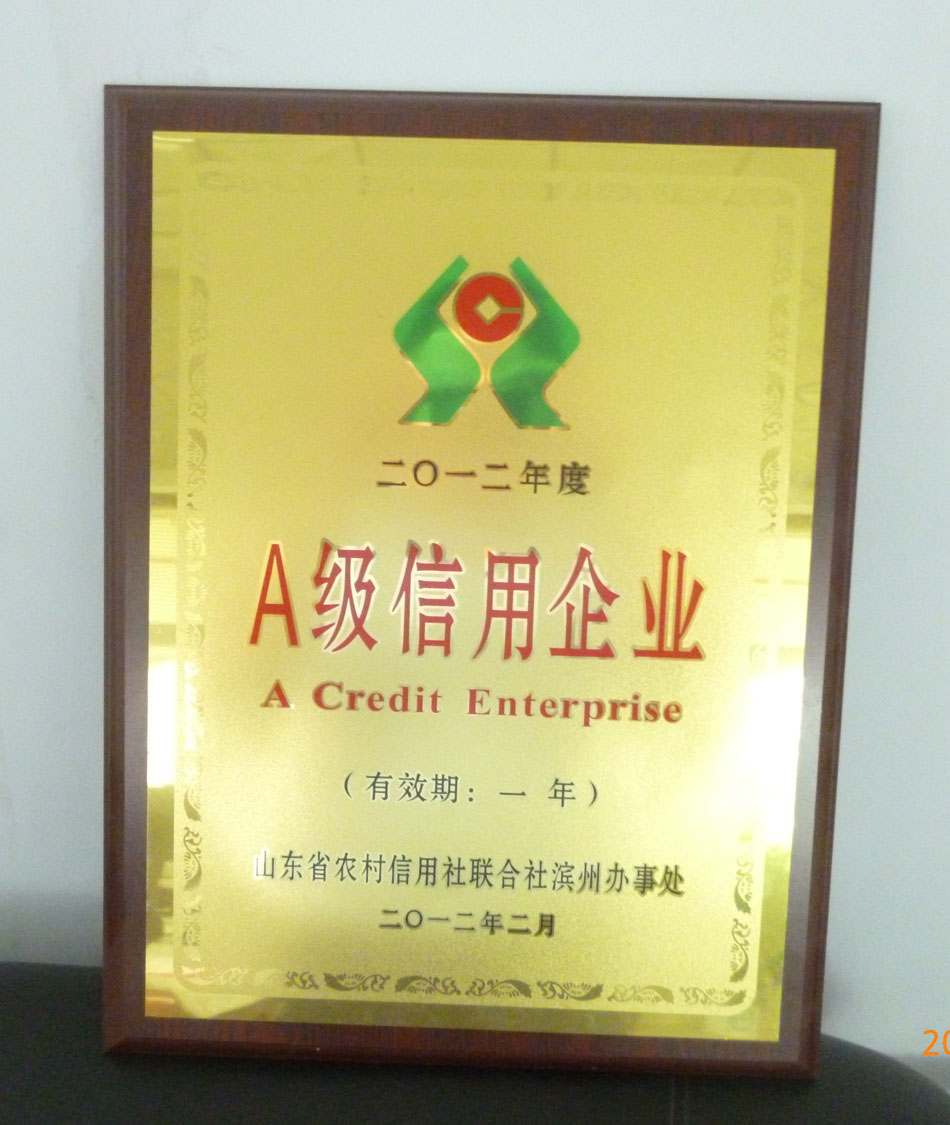 二〇一二年度
A级信用企业
A Credit Enterprise
（有效期：一 年）
山东省农村信用社联合社滨州办事处
二〇一二年二月
20